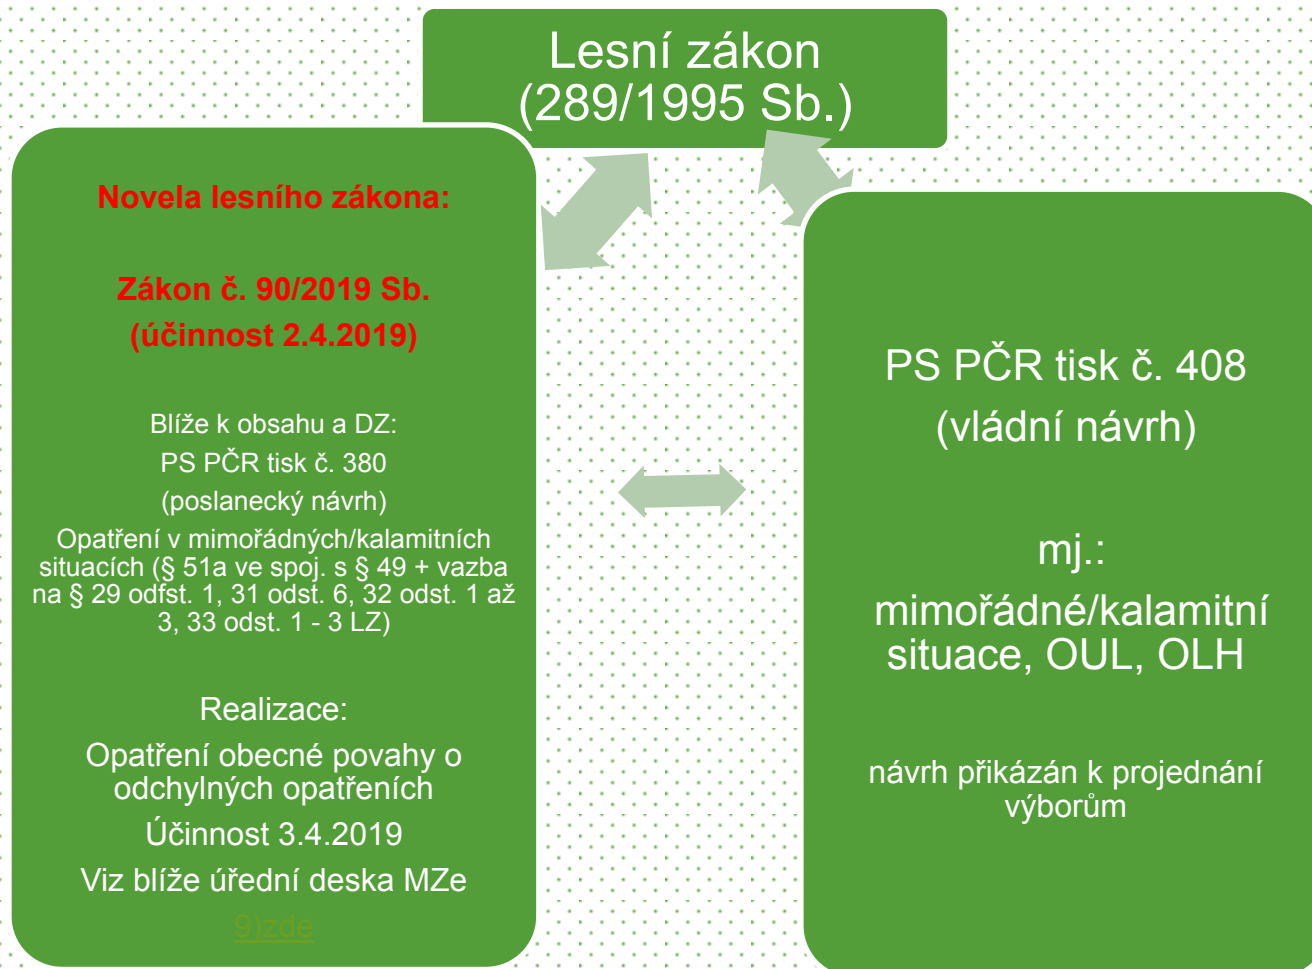 Lesní zákon
(289/1995 Sb.)
Novela lesního zákona:
Zákon č. 90/2019 Sb.
(účinnost 2.4.2019)
Blíže k obsahu a DZ:
PS PČR tisk č. 380
(poslanecký návrh)
Opatření v mimořádných/kalamitních
situacích (§ 51a ve spoj. s § 49 + vazba
na § 29 odfst. 1, 31 odst. 6, 32 odst. 1 až
3, 33 odst. 1 - 3 LZ)
Realizace:
Opatření obecné povahy o
odchylných opatřeních
Účinnost 3.4.2019
Viz blíže úřední deska MZe
9)zde
PS PČR tisk č. 408
(vládní návrh)
mj.:
mimořádné/kalamitní
situace, OUL, OLH
návrh přikázán k projednání
výborům